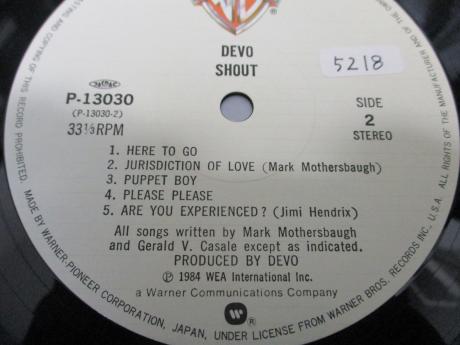 DEVO
SHOUT
5218
P-13030
(P-13030-2)
33⅓RPM
SIDE
2
STEREO
1. HERE TO GO
2. JURISDICTION OF LOVE (Mark Mothersbaugh)
3. PUPPET BOY
4. PLEASE PLEASE
5. ARE YOU EXPERIENCED? (Jimi Hendrix)
All songs written by Mark Mothersbaugh
and Gerald V. Casale except as indicated.
PRODUCED BY DEVO
℗ 1984 WEA International Inc.
a Warner Communications Company
AND COPYING OF THIS RECORD PROHIBITED. MADE BY WARNER-PIONEER CORPORATION, JAPAN, UNDER LICENSE FROM WARNER BROS. RECORDS INC., U.S.A. ALL RIGHTS OF THE MANUFACTURER AND OF THE